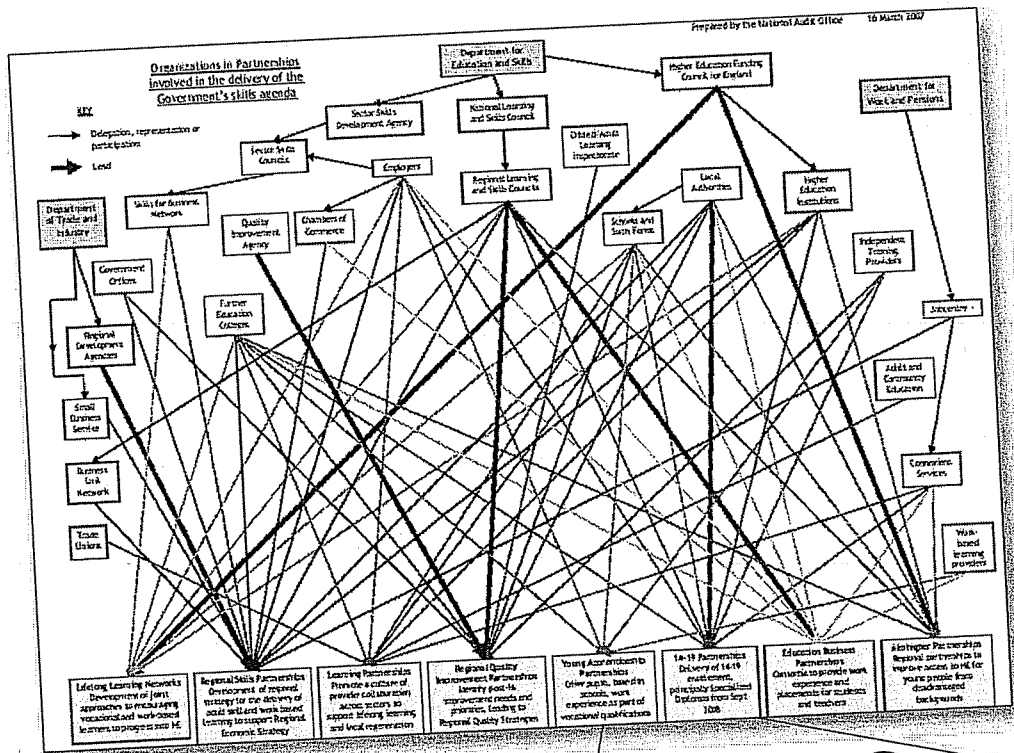 Prepared by the National Audit Office 16 March 2007
Organizations in Partnerships
involved in the delivery of the
Government's skills agenda
KEY
Delegation, representation or
participation
Lead
Department for
Education and Skills
Higher Education Funding
Council for England
Department for
Work and Pensions
Sector Skills
Development Agency
National Learning
and Skills Council
Learning
Inspectorate
Sector Skills
Councils
Employers
Regional Learning
and Skills Councils
Local
Authorities
Higher
Education
Institutions
Department
of Trade and
Industry
Skills for Business
Network
Quality
Improvement
Agency
Chambers of
Commerce
Schools and
Sixth Forms
Independent
Training
Providers
Government
Offices
Further
Education
Colleges
Regional
Development
Agencies
Adult and
Community
Education
Small
Business
Service
Business
Link
Network
Connexions
Services
Trade
Unions
Work-
based
learning
providers
Lifelong Learning Networks
Development of joint
approaches to encouraging
vocational and work-based
learners to progress into HE
Regional Skills Partnerships
Development of regional
strategy for the delivery of
adult skills and work based
learning to support Regional
Economic Strategy
Learning Partnerships
Promote a culture of
provider collaboration
across sectors to
support lifelong learning
and local regeneration
Regional Quality
Improvement Partnerships
Identify post-16
improvement needs and
priorities, leading to
Regional Quality Strategies
Young Apprenticeship
Partnerships
Offer pupils, based in
schools, work
experience as part of
vocational qualifications
14-19 Partnerships
Delivery of 14-19
entitlement,
principally Specialised
Diplomas from Sept
2008
Education Business
Partnerships
Consortia to provide work
experience and
placements for students
and teachers
Aimhigher Partnerships
Regional partnerships to
improve access to HE for
young people from
disadvantaged
backgrounds